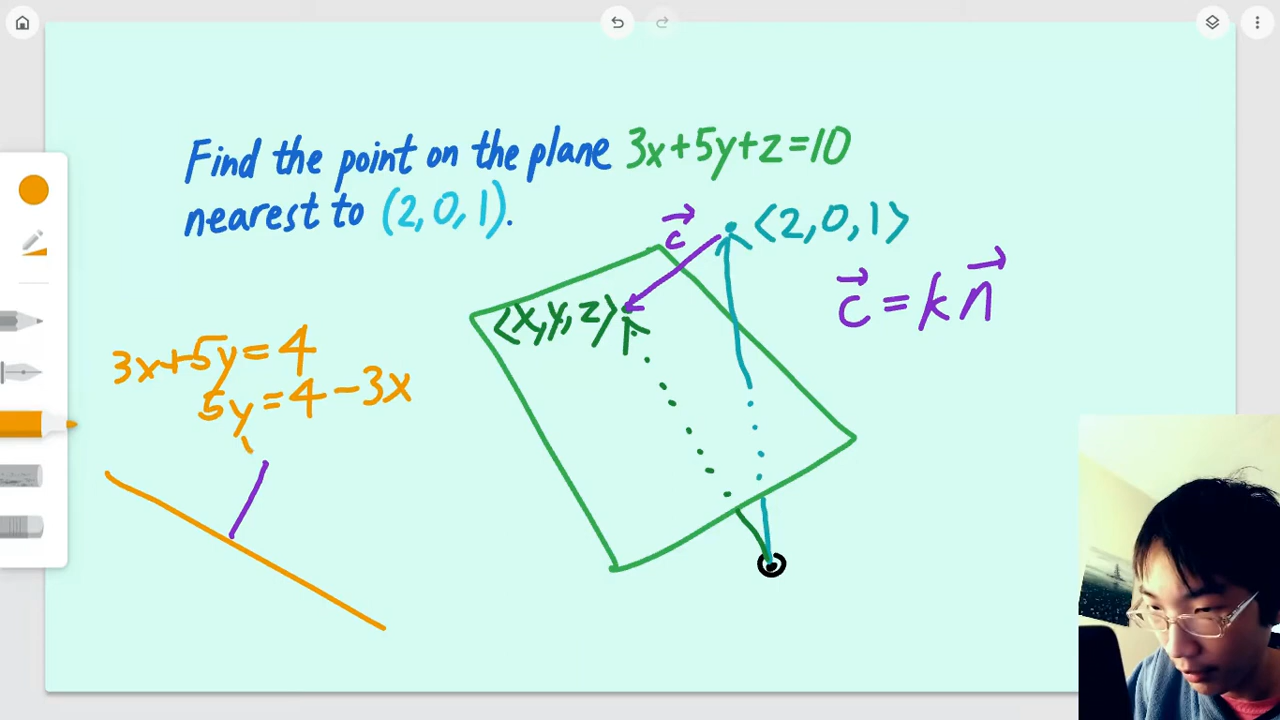 Find the point on the plane 3x+5y+z=10
nearest to (2,0,1).
c⃗
⟨2,0,1⟩
c⃗ = kn⃗
⟨x,y,z⟩
3x+5y=4
5y=4-3x